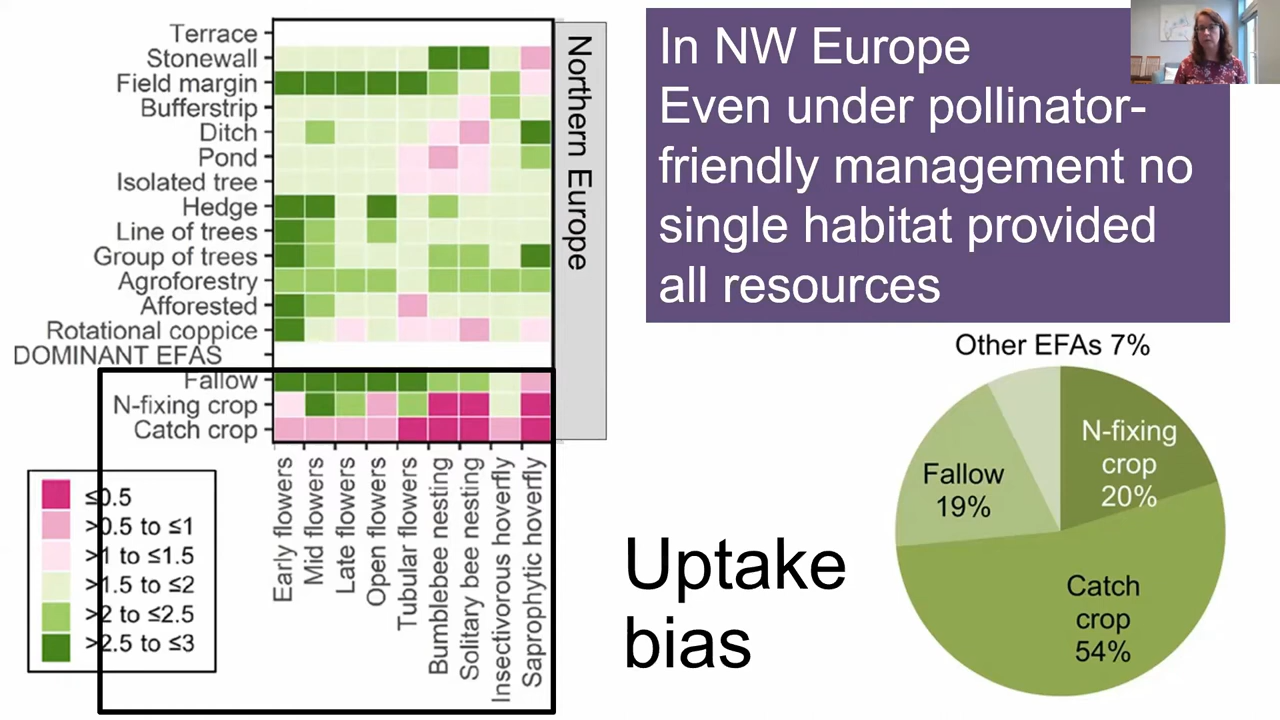 Terrace
Stonewall
Field margin
Bufferstrip
Ditch
Pond
Isolated tree
Hedge
Line of trees
Group of trees
Agroforestry
Afforested
Rotational coppice
DOMINANT EFAS
Fallow
N-fixing crop
Catch crop
Northern Europe
Early flowers
Mid flowers
Late flowers
Open flowers
Tubular flowers
Bumblebee nesting
Solitary bee nesting
Insectivorous hoverfly
Saprophytic hoverfly
≤0.5
>0.5 to ≤1
>1 to ≤1.5
>1.5 to ≤2
>2 to ≤2.5
>2.5 to ≤3
In NW Europe
Even under pollinator-
friendly management no
single habitat provided
all resources
Uptake
bias
Other EFAs 7%
N-fixing
crop
20%
Fallow
19%
Catch
crop
54%